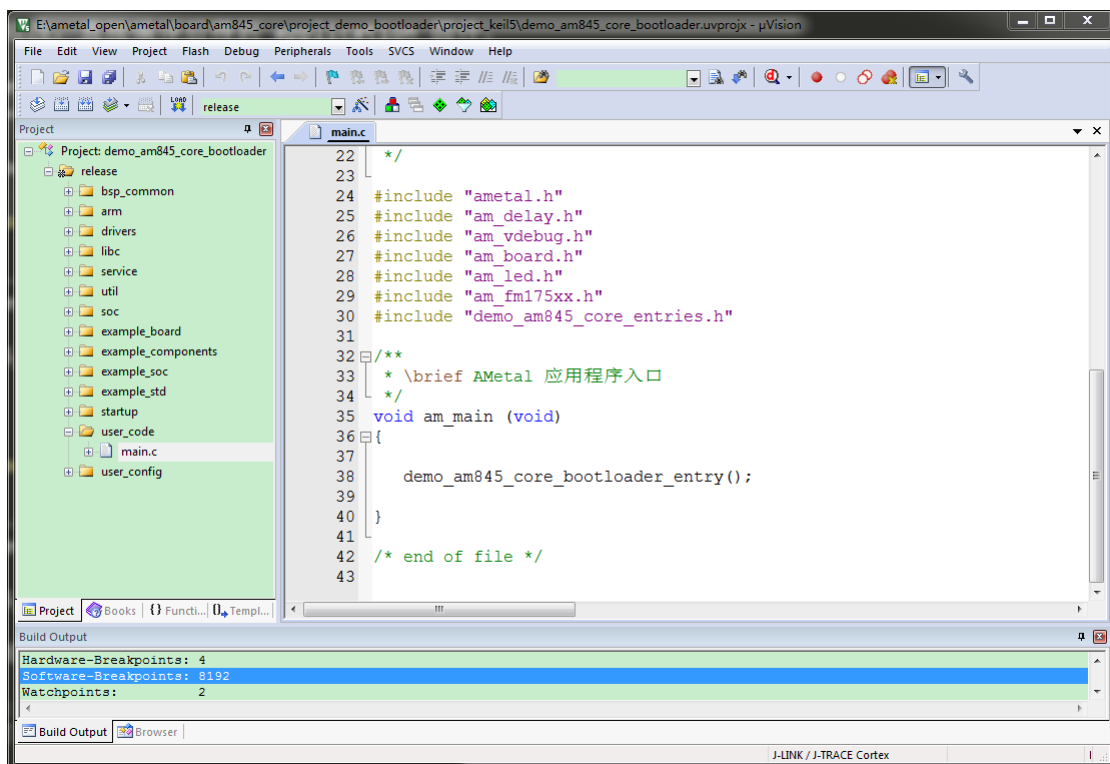 E:\ametal_open\ametal\board\am845_core\project_demo_bootloader\project_keil5\demo_am845_core_bootloader.uvprojx - µVision
File Edit View Project Flash Debug Peripherals Tools SVCS Window Help
LOAD release
Project
main.c
Project: demo_am845_core_bootloader
release
bsp_common
arm
drivers
libc
service
util
soc
example_board
example_components
example_soc
example_std
startup
user_code
main.c
user_config
22 */
23
24 #include "ametal.h"
25 #include "am_delay.h"
26 #include "am_vdebug.h"
27 #include "am_board.h"
28 #include "am_led.h"
29 #include "am_fm175xx.h"
30 #include "demo_am845_core_entries.h"
31
32 /**
33 * \brief AMetal 应用程序入口
34 */
35 void am_main (void)
36 {
37
38 demo_am845_core_bootloader_entry();
39
40 }
41
42 /* end of file */
43
Project Books {} Functi... 0 Templ...
Build Output
Hardware-Breakpoints: 4
Software-Breakpoints: 8192
Watchpoints: 2
Build Output Browser
J-LINK / J-TRACE Cortex